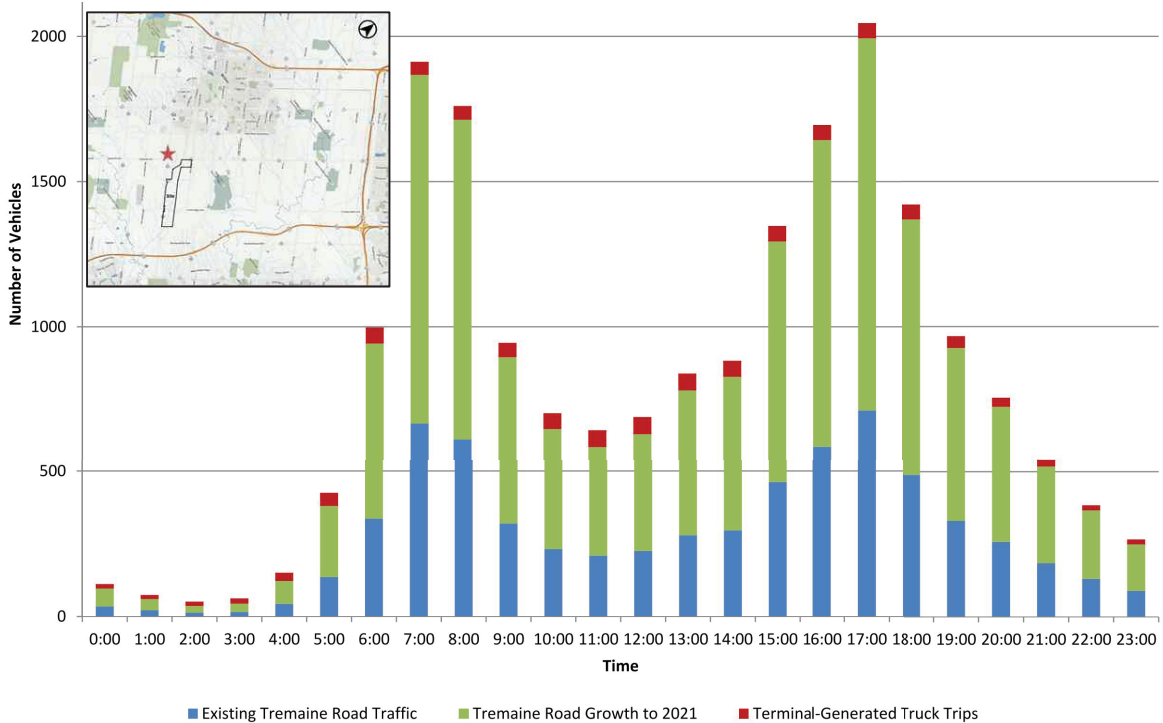 2000
1500
1000
500
0
Number of Vehicles
Site
0:00 1:00 2:00 3:00 4:00 5:00 6:00 7:00 8:00 9:00 10:00 11:00 12:00 13:00 14:00 15:00 16:00 17:00 18:00 19:00 20:00 21:00 22:00 23:00
Time
Existing Tremaine Road Traffic Tremaine Road Growth to 2021 Terminal-Generated Truck Trips